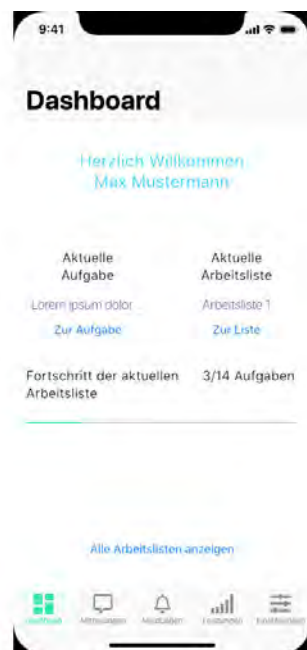 9:41
Dashboard
Herzlich Willkommen
Max Mustermann
Aktuelle
Aufgabe
Aktuelle
Arbeitsliste
Lorem ipsum dolor ...
Arbeitsliste 1
Zur Aufgabe
Zur Liste
Fortschritt der aktuellen
Arbeitsliste
3/14 Aufgaben
Alle Arbeitslisten anzeigen
Dashboard
Einstellungen